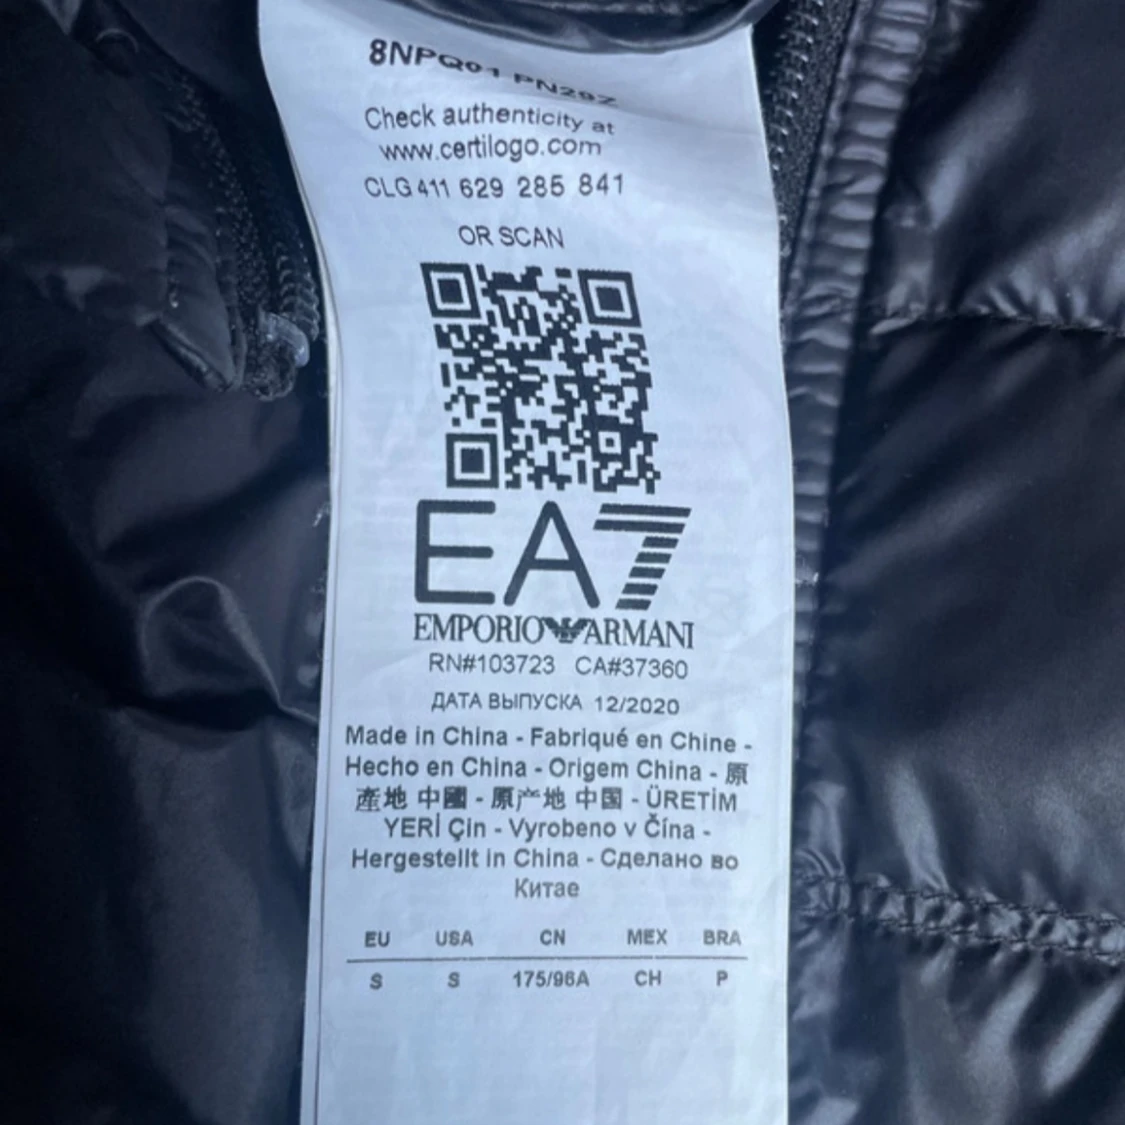 8NPQ01 PN29Z
Check authenticity at
www.certilogo.com
CLG 411 629 285 841
OR SCAN
EA7
EMPORIO ARMANI
RN#103723 CA#37360
ДАТА ВЫПУСКА 12/2020
Made in China - Fabriqué en Chine -
Hecho en China - Origem China - 原
產地 中國 - 原产地 中国 - ÜRETİM
YERİ Çin - Vyrobeno v Čína -
Hergestellt in China - Сделано во
Китае
EU USA CN MEX BRA
S S 175/96A CH P